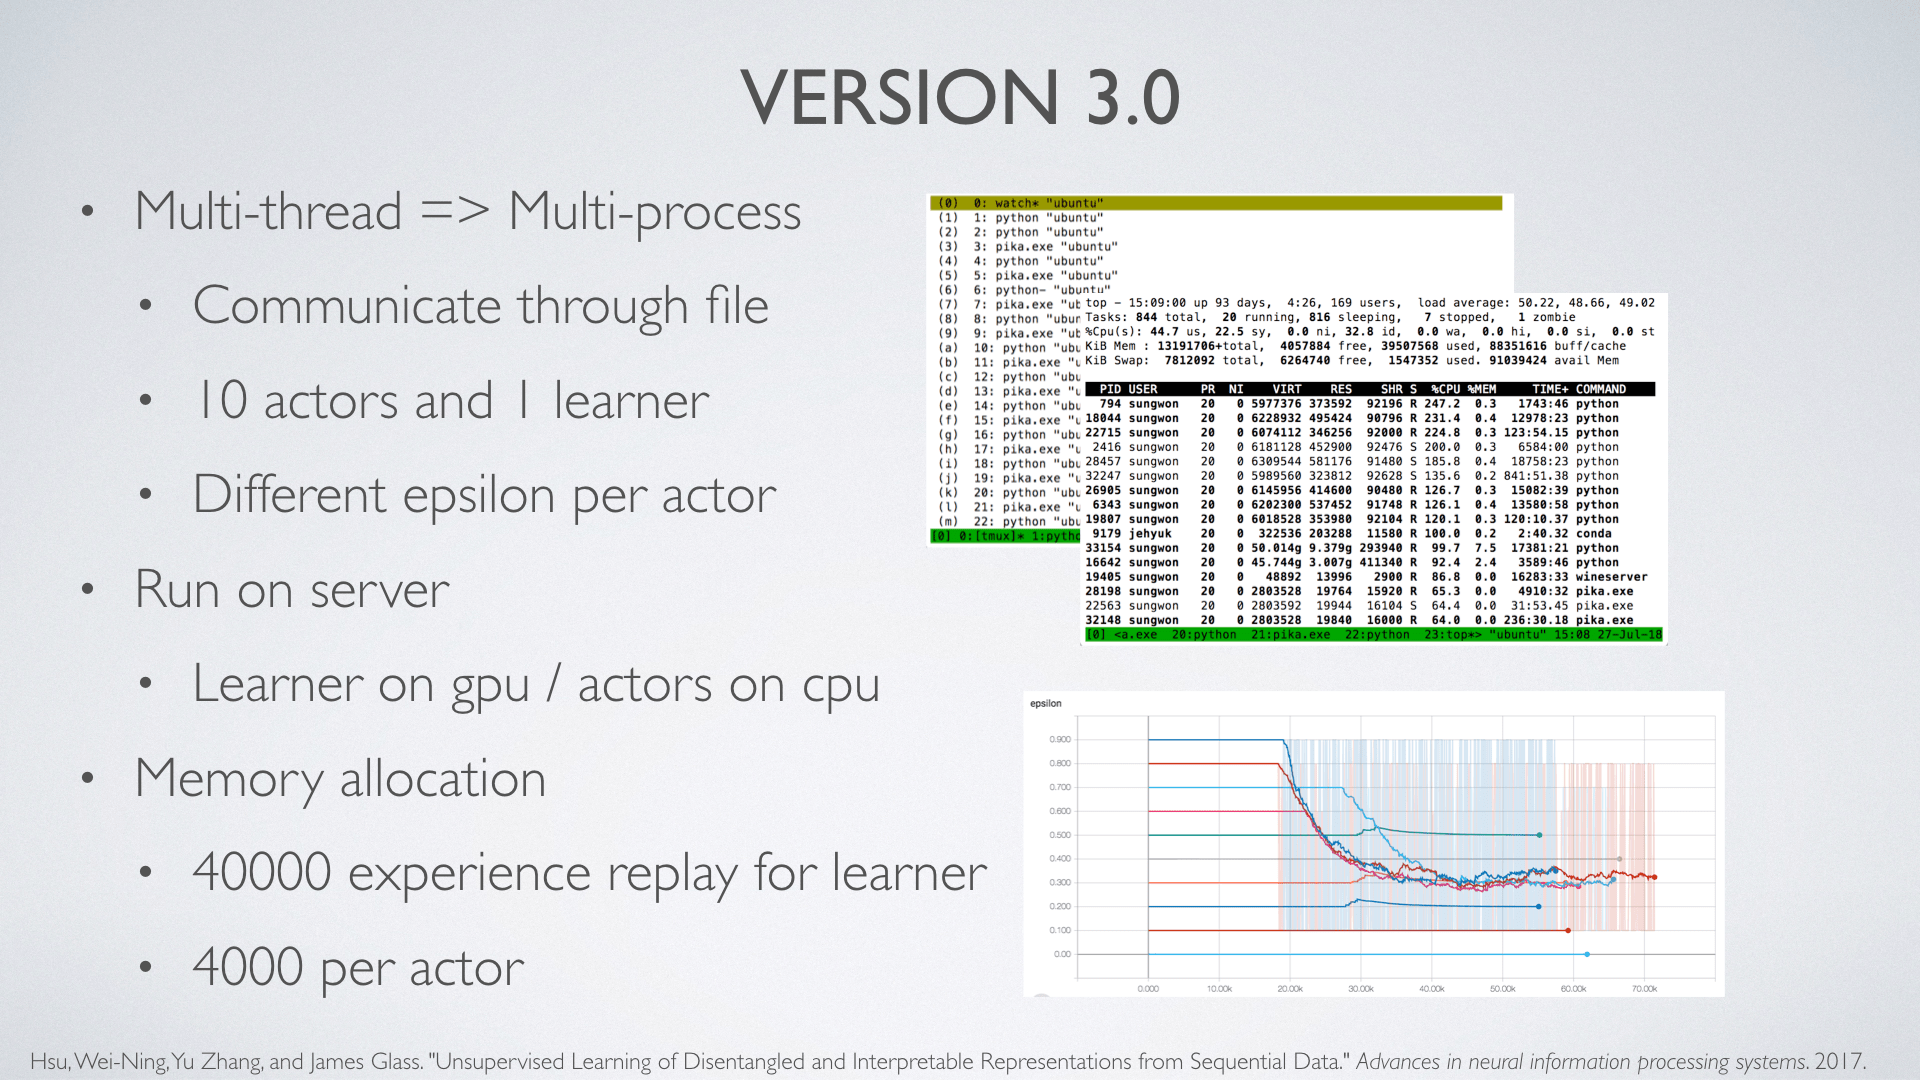 VERSION 3.0
• Multi-thread => Multi-process
• Communicate through file
• 10 actors and 1 learner
• Different epsilon per actor
• Run on server
• Learner on gpu / actors on cpu
• Memory allocation
• 40000 experience replay for learner
• 4000 per actor
(0) 0: watch* "ubuntu"
(1) 1: python "ubuntu"
(2) 2: python "ubuntu"
(3) 3: pika.exe "ubuntu"
(4) 4: python "ubuntu"
(5) 5: pika.exe "ubuntu"
(6) 6: python- "ubuntu"
(7) 7: pika.exe "ub
(8) 8: python "ubun
(9) 9: pika.exe "ub
(a) 10: python "ubu
(b) 11: pika.exe "u
(c) 12: python "ubu
(d) 13: pika.exe "u
(e) 14: python "ubu
(f) 15: pika.exe "u
(g) 16: python "ubu
(h) 17: pika.exe "u
(i) 18: python "ubu
(j) 19: pika.exe "u
(k) 20: python "ubu
(l) 21: pika.exe "u
(m) 22: python "ubu
[0] 0:[tmux]* 1:pytho
top - 15:09:00 up 93 days, 4:26, 169 users, load average: 50.22, 48.66, 49.02
Tasks: 844 total, 20 running, 816 sleeping, 7 stopped, 1 zombie
%Cpu(s): 44.7 us, 22.5 sy, 0.0 ni, 32.8 id, 0.0 wa, 0.0 hi, 0.0 si, 0.0 st
KiB Mem : 13191706+total, 4057884 free, 39507568 used, 88351616 buff/cache
KiB Swap: 7812092 total, 6264740 free, 1547352 used. 91039424 avail Mem
PID USER PR NI VIRT RES SHR S %CPU %MEM TIME+ COMMAND
794 sungwon 20 0 5977376 373592 92196 R 247.2 0.3 1743:46 python
18044 sungwon 20 0 6228932 495424 90796 R 231.4 0.4 12978:23 python
22715 sungwon 20 0 6074112 346256 92000 R 224.8 0.3 123:54.15 python
2416 sungwon 20 0 6181128 452900 92476 S 200.0 0.3 6584:00 python
28457 sungwon 20 0 6309544 581176 91480 S 185.8 0.4 18758:23 python
32247 sungwon 20 0 5989560 323812 92628 S 135.6 0.2 841:51.38 python
26905 sungwon 20 0 6145956 414600 90480 R 126.7 0.3 15082:39 python
6343 sungwon 20 0 6202300 537452 91748 R 126.1 0.4 13580:58 python
19807 sungwon 20 0 6018528 353980 92104 R 120.1 0.3 120:10.37 python
9179 jehyuk 20 0 322536 203288 11580 R 100.0 0.2 2:40.32 conda
33154 sungwon 20 0 50.014g 9.379g 293940 R 99.7 7.5 17381:21 python
16642 sungwon 20 0 45.744g 3.007g 411340 R 92.4 2.4 3589:46 python
19405 sungwon 20 0 48892 13996 2900 R 86.8 0.0 16283:33 wineserver
28198 sungwon 20 0 2803528 19764 15920 R 65.3 0.0 4910:32 pika.exe
22563 sungwon 20 0 2803592 19944 16104 S 64.4 0.0 31:53.45 pika.exe
32148 sungwon 20 0 2803528 19840 16000 R 64.0 0.0 236:30.18 pika.exe
[0] <a.exe 20:python 21:pika.exe 22:python 23:top*> "ubuntu" 15:08 27-Jul-18
epsilon
0.900
0.800
0.700
0.600
0.500
0.400
0.300
0.200
0.100
0.00
0.000 10.00k 20.00k 30.00k 40.00k 50.00k 60.00k 70.00k
Hsu, Wei-Ning, Yu Zhang, and James Glass. "Unsupervised Learning of Disentangled and Interpretable Representations from Sequential Data." Advances in neural information processing systems. 2017.